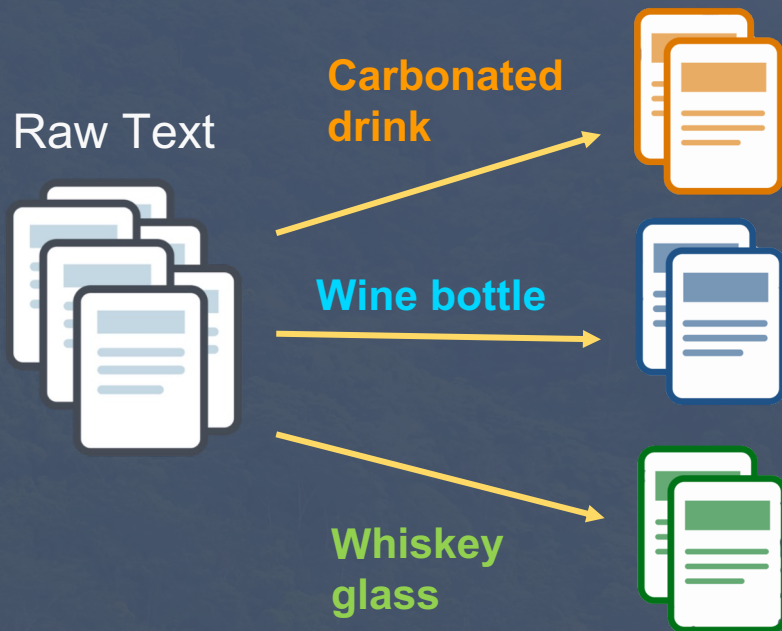 Raw Text
Carbonated
drink
Wine bottle
Whiskey
glass